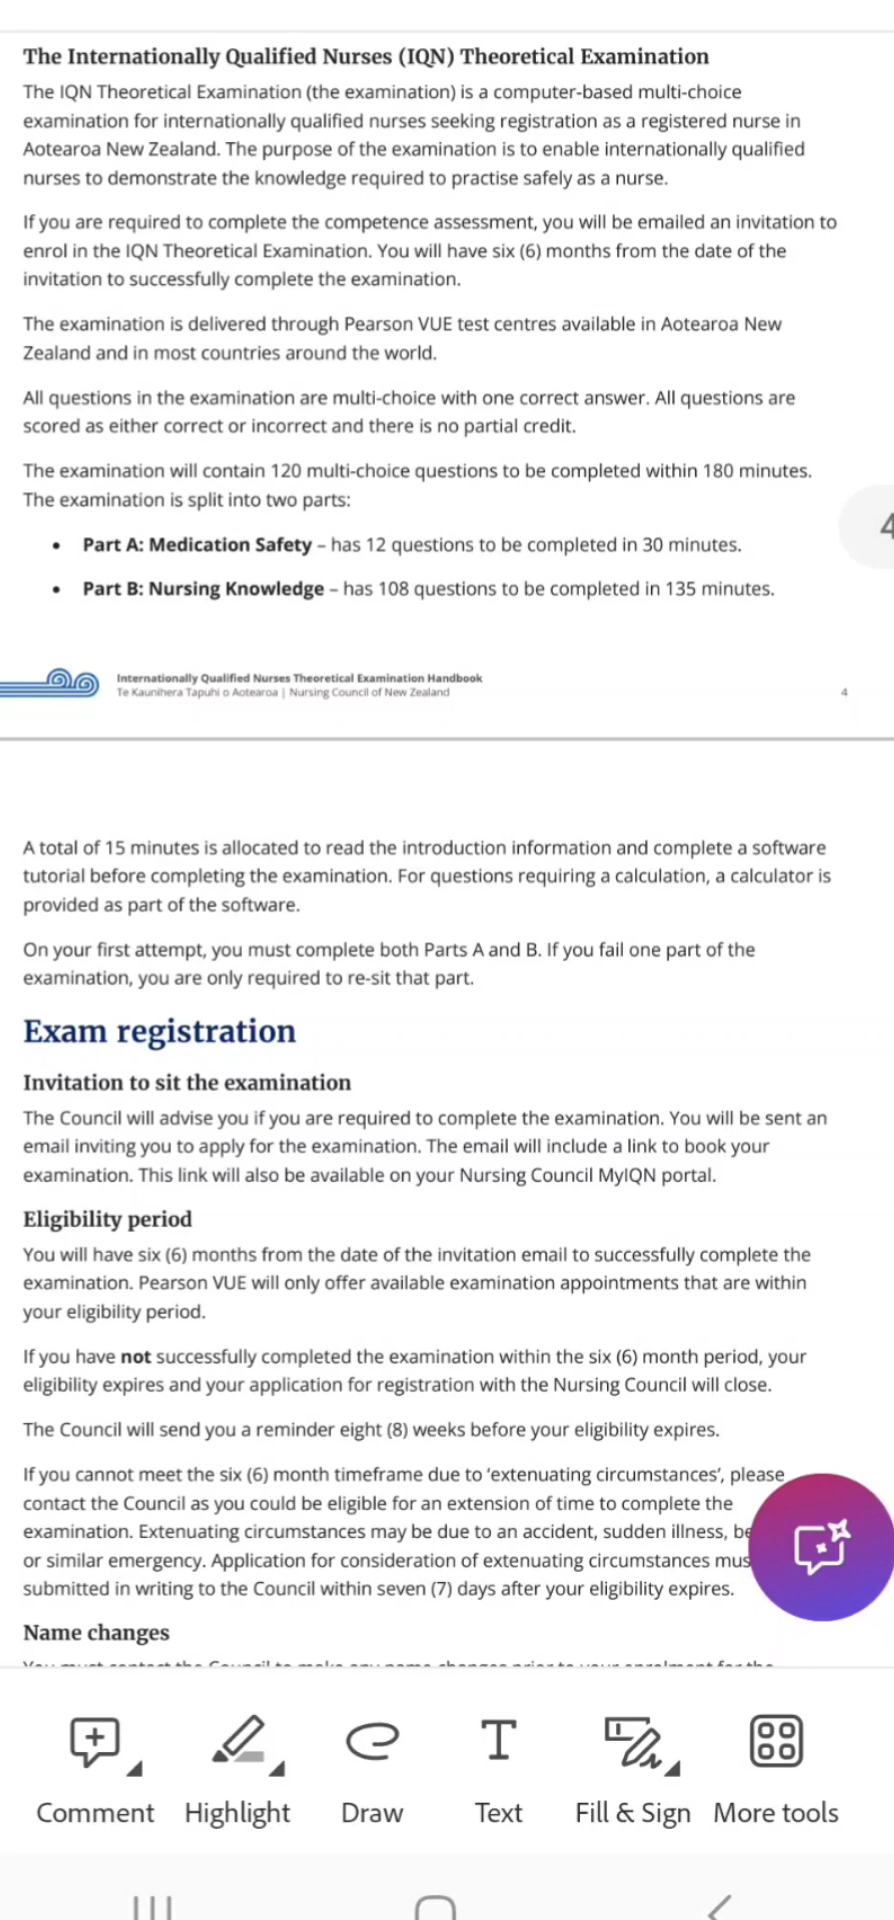 The Internationally Qualified Nurses (IQN) Theoretical Examination
The IQN Theoretical Examination (the examination) is a computer-based multi-choice
examination for internationally qualified nurses seeking registration as a registered nurse in
Aotearoa New Zealand. The purpose of the examination is to enable internationally qualified
nurses to demonstrate the knowledge required to practise safely as a nurse.
If you are required to complete the competence assessment, you will be emailed an invitation to
enrol in the IQN Theoretical Examination. You will have six (6) months from the date of the
invitation to successfully complete the examination.
The examination is delivered through Pearson VUE test centres available in Aotearoa New
Zealand and in most countries around the world.
All questions in the examination are multi-choice with one correct answer. All questions are
scored as either correct or incorrect and there is no partial credit.
The examination will contain 120 multi-choice questions to be completed within 180 minutes.
The examination is split into two parts:
4
• Part A: Medication Safety – has 12 questions to be completed in 30 minutes.
• Part B: Nursing Knowledge – has 108 questions to be completed in 135 minutes.
Internationally Qualified Nurses Theoretical Examination Handbook
Te Kaunihera Tapuhi o Aotearoa | Nursing Council of New Zealand
4
A total of 15 minutes is allocated to read the introduction information and complete a software
tutorial before completing the examination. For questions requiring a calculation, a calculator is
provided as part of the software.
On your first attempt, you must complete both Parts A and B. If you fail one part of the
examination, you are only required to re-sit that part.
Exam registration
Invitation to sit the examination
The Council will advise you if you are required to complete the examination. You will be sent an
email inviting you to apply for the examination. The email will include a link to book your
examination. This link will also be available on your Nursing Council MyIQN portal.
Eligibility period
You will have six (6) months from the date of the invitation email to successfully complete the
examination. Pearson VUE will only offer available examination appointments that are within
your eligibility period.
If you have not successfully completed the examination within the six (6) month period, your
eligibility expires and your application for registration with the Nursing Council will close.
The Council will send you a reminder eight (8) weeks before your eligibility expires.
If you cannot meet the six (6) month timeframe due to 'extenuating circumstances', please
contact the Council as you could be eligible for an extension of time to complete the
examination. Extenuating circumstances may be due to an accident, sudden illness,
or similar emergency. Application for consideration of extenuating circumstances
submitted in writing to the Council within seven (7) days after your eligibility expires.
Name changes
Comment Highlight Draw Text Fill & Sign More tools